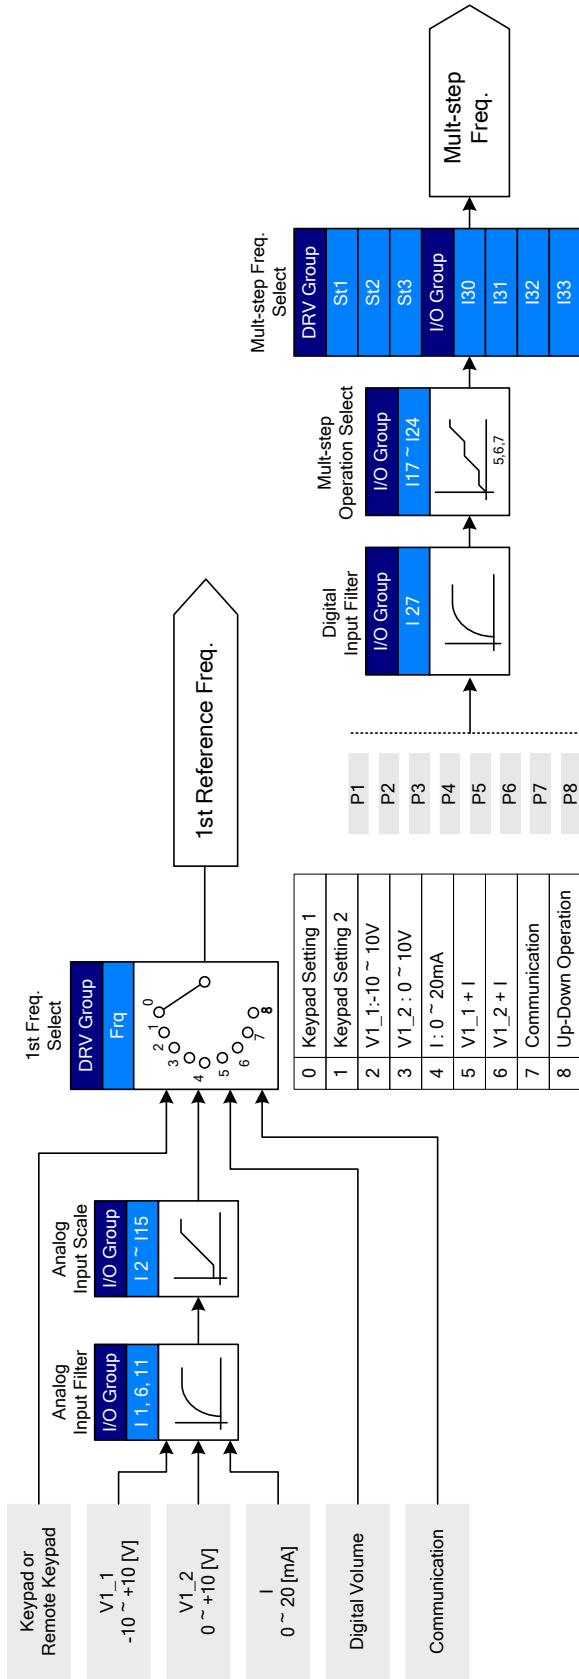 Keypad or
Remote Keypad
V1_1
-10 ~ +10 [V]
V1_2
0 ~ +10 [V]
I
0 ~ 20 [mA]
Digital Volume
Communication
Analog
Input Filter
I/O Group
I 1, 6, 11
Analog
Input Scale
I/O Group
I 2 ~ I15
1st Freq.
Select
DRV Group
Frq
0
1
2
3
4
5
6
7
8
1st Reference Freq.
0 Keypad Setting 1
1 Keypad Setting 2
2 V1_1:-10 ~ 10V
3 V1_2 : 0 ~ 10V
4 I : 0 ~ 20mA
5 V1_1 + I
6 V1_2 + I
7 Communication
8 Up-Down Operation
P1
P2
P3
P4
P5
P6
P7
P8
Digital
Input Filter
I/O Group
I 27
Mult-step
Operation Select
I/O Group
I17 ~ I24
5,6,7
Mult-step Freq.
Select
DRV Group
St1
St2
St3
I/O Group
I30
I31
I32
I33
Mult-step
Freq.